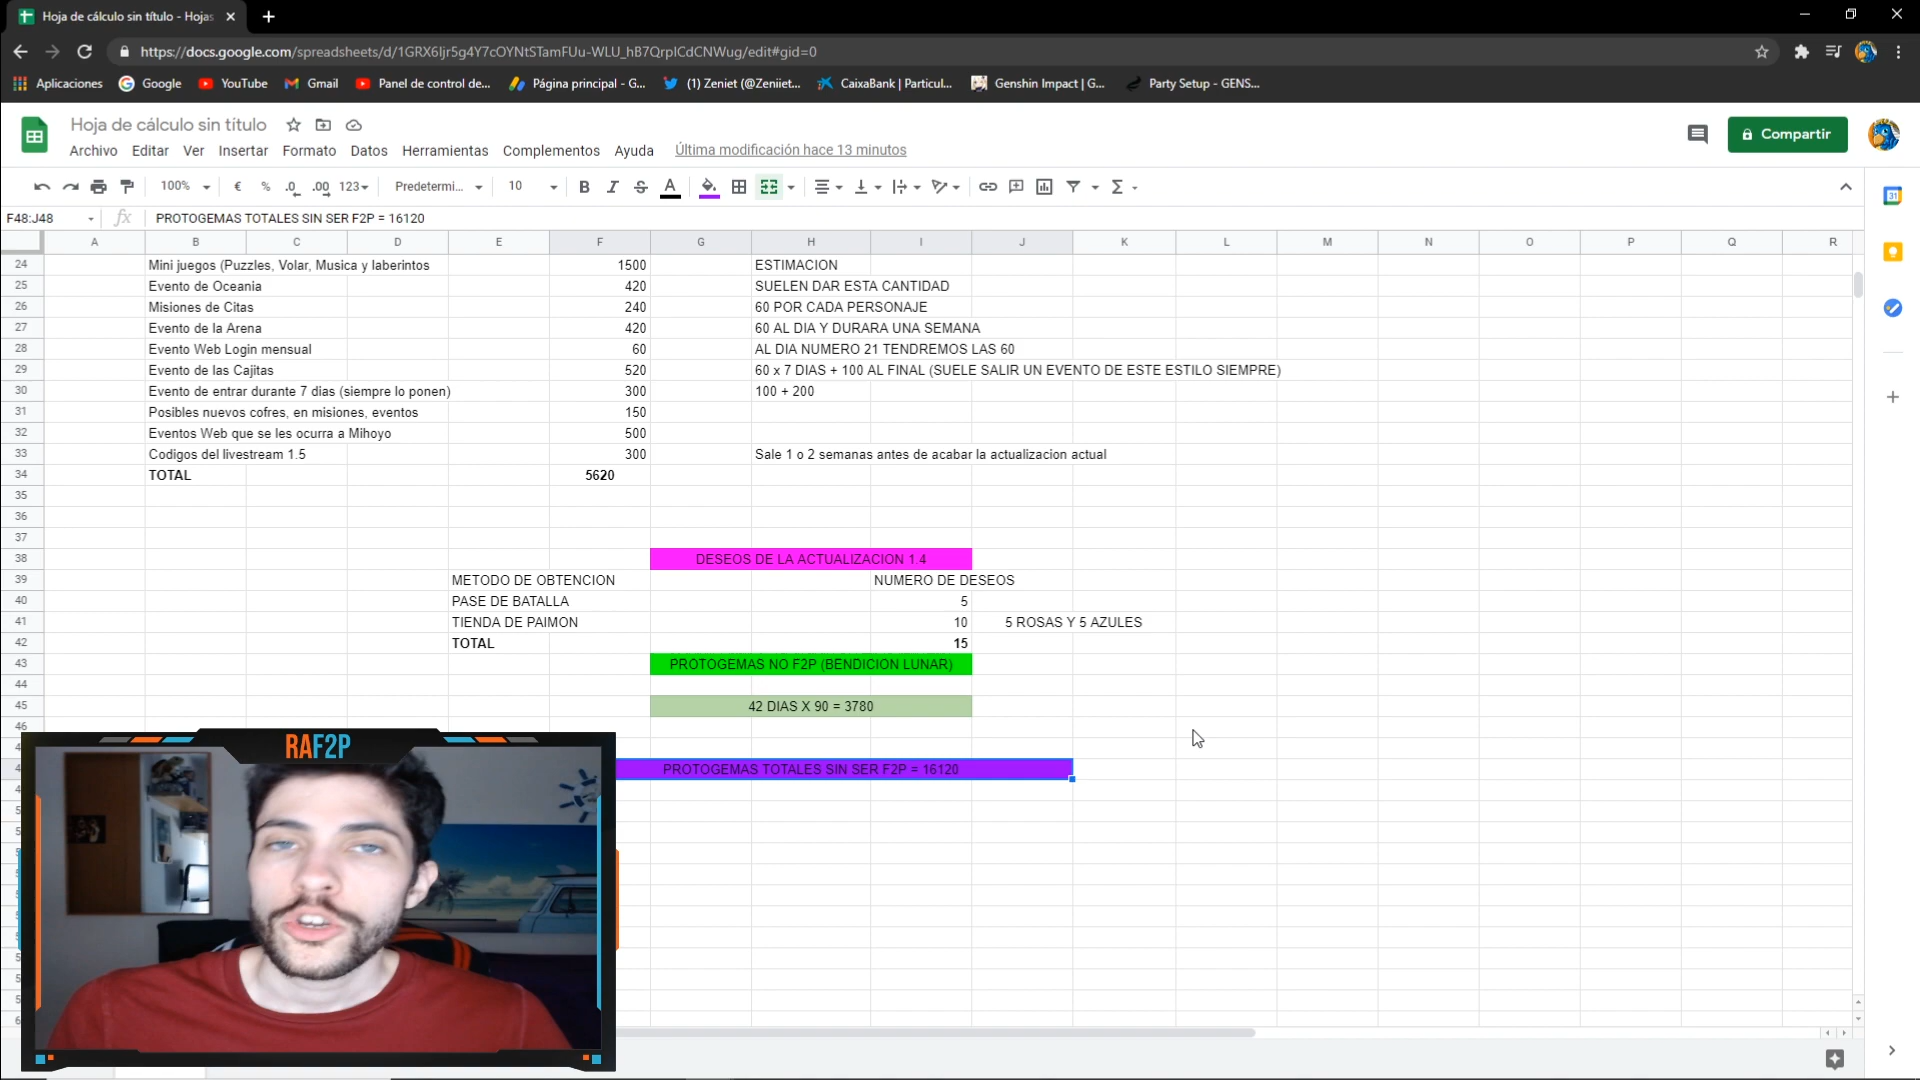 Hoja de cálculo sin título - Hojas
https://docs.google.com/spreadsheets/d/1GRX6Ijr5g4Y7cOYNtSTamFUu-WLU_hB7QrpICdCNWug/edit#gid=0
Aplicaciones Google YouTube Gmail Panel de control de... Página principal - G... (1) Zeniet (@Zeniiet... CaixaBank | Particul... Genshin Impact | G... Party Setup - GENS...
Hoja de cálculo sin título
Compartir
Archivo Editar Ver Insertar Formato Datos Herramientas Complementos Ayuda Última modificación hace 13 minutos
100% € % .0 .00 123 Predetermi... 10 B I S A Σ
31
F48:J48 fx PROTOGEMAS TOTALES SIN SER F2P = 16120
A B C D E F G H I J K L M N O P Q R
24 Mini juegos (Puzzles, Volar, Musica y laberintos 1500 ESTIMACION
25 Evento de Oceania 420 SUELEN DAR ESTA CANTIDAD
26 Misiones de Citas 240 60 POR CADA PERSONAJE
27 Evento de la Arena 420 60 AL DIA Y DURARA UNA SEMANA
28 Evento Web Login mensual 60 AL DIA NUMERO 21 TENDREMOS LAS 60
29 Evento de las Cajitas 520 60 x 7 DIAS + 100 AL FINAL (SUELE SALIR UN EVENTO DE ESTE ESTILO SIEMPRE)
30 Evento de entrar durante 7 dias (siempre lo ponen) 300 100 + 200
31 Posibles nuevos cofres, en misiones, eventos 150
32 Eventos Web que se les ocurra a Mihoyo 500
33 Codigos del livestream 1.5 300 Sale 1 o 2 semanas antes de acabar la actualizacion actual
34 TOTAL 5620
35
36
37
38 DESEOS DE LA ACTUALIZACION 1.4
39 METODO DE OBTENCION NUMERO DE DESEOS
40 PASE DE BATALLA 5
41 TIENDA DE PAIMON 10 5 ROSAS Y 5 AZULES
42 TOTAL 15
43 PROTOGEMAS NO F2P (BENDICION LUNAR)
44
45 42 DIAS X 90 = 3780
46
PROTOGEMAS TOTALES SIN SER F2P = 16120
RAF2P